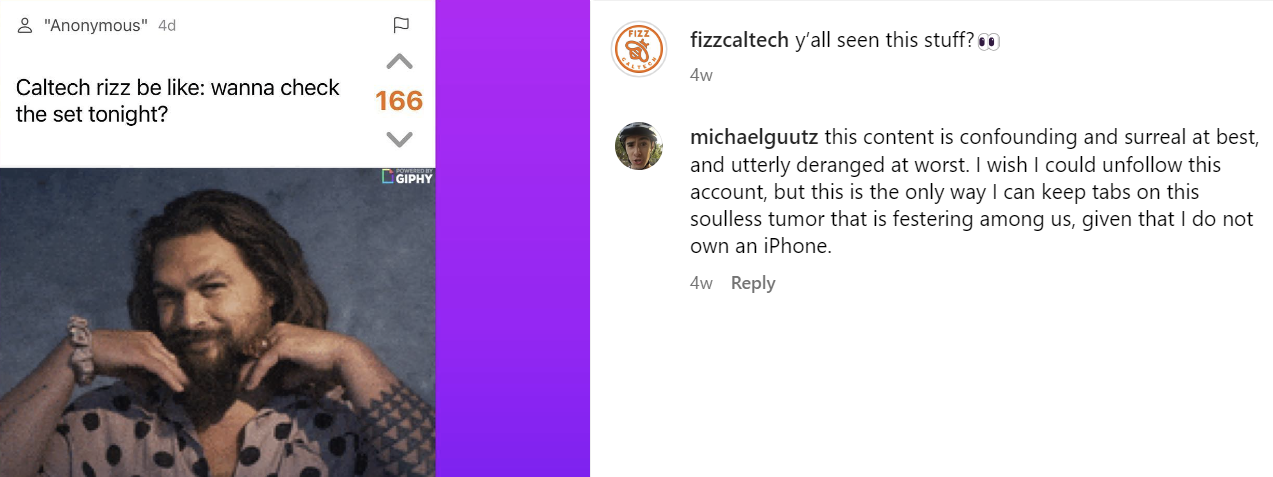 "Anonymous" 4d
Caltech rizz be like: wanna check
the set tonight?
166
POWERED BY
GIPHY
FIZZ
CALTECH
fizzcaltech y’all seen this stuff?👀
4w
michaelguutz this content is confounding and surreal at best,
and utterly deranged at worst. I wish I could unfollow this
account, but this is the only way I can keep tabs on this
soulless tumor that is festering among us, given that I do not
own an iPhone.
4w Reply